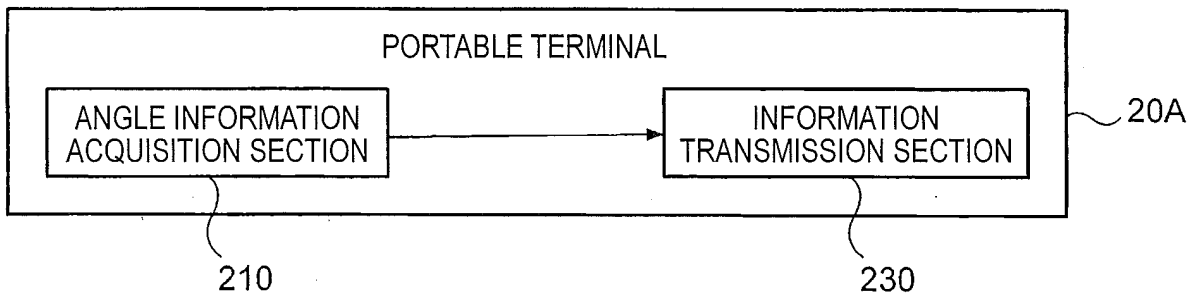 PORTABLE TERMINAL
ANGLE INFORMATION
ACQUISITION SECTION
INFORMATION
TRANSMISSION SECTION
20A
210
230